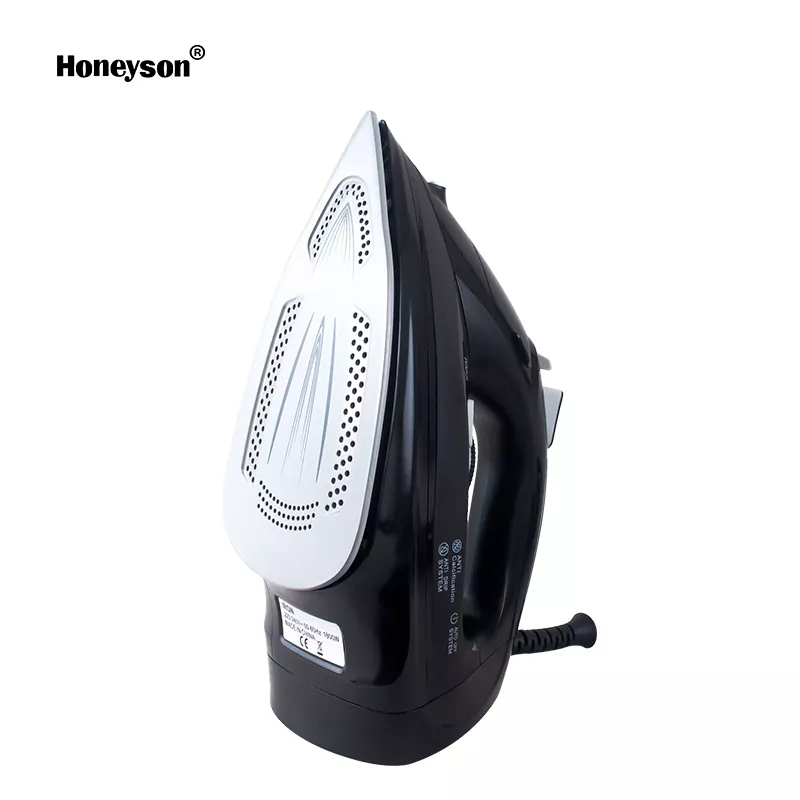 Honeyson®
ANTI
Calcification
ANTI DRIP
SYSTEM
AUTO OFF
SYSTEM
IRON
220-240V~ 50-60Hz 1800W
MADE IN CHINA
CE